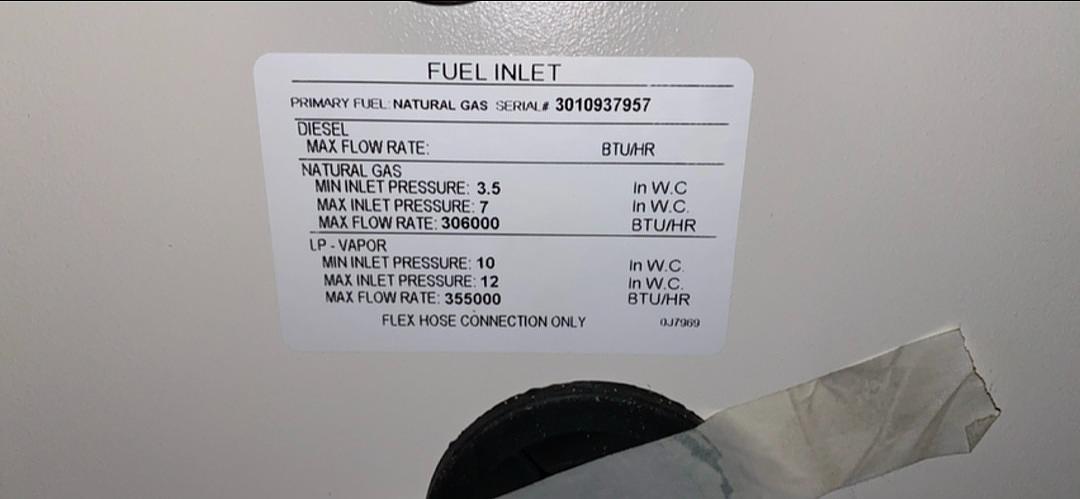 FUEL INLET
PRIMARY FUEL: NATURAL GAS SERIAL# 3010937957
DIESEL
MAX FLOW RATE: BTU/HR
NATURAL GAS
MIN INLET PRESSURE: 3.5 In W.C
MAX INLET PRESSURE: 7 In W.C.
MAX FLOW RATE: 306000 BTU/HR
LP - VAPOR
MIN INLET PRESSURE: 10 In W.C.
MAX INLET PRESSURE: 12 In W.C.
MAX FLOW RATE: 355000 BTU/HR
FLEX HOSE CONNECTION ONLY 0J7969